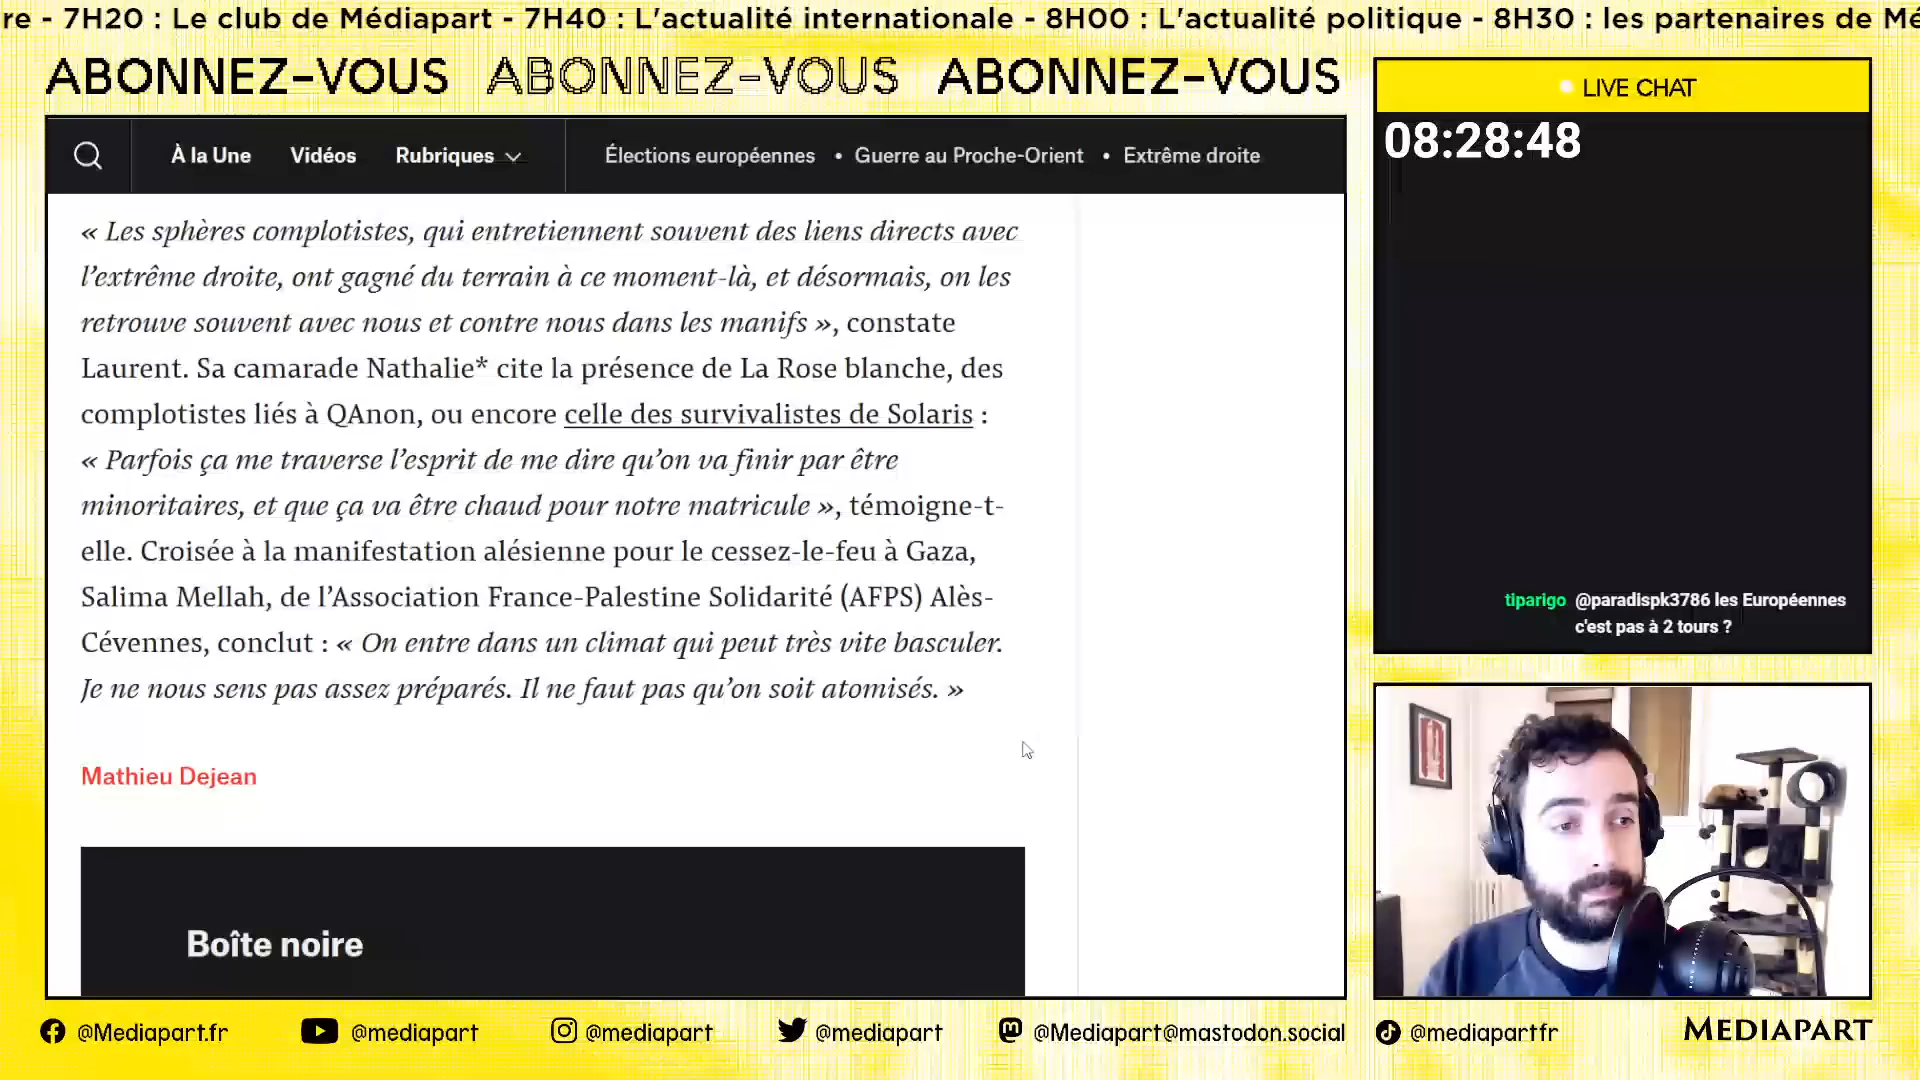 re - 7H20 : Le club de Médiapart - 7H40 : L'actualité internationale - 8H00 : L'actualité politique - 8H30 : les partenaires de Mé
ABONNEZ-VOUS ABONNEZ-VOUS ABONNEZ-VOUS
À la Une Vidéos Rubriques Élections européennes • Guerre au Proche-Orient • Extrême droite
« Les sphères complotistes, qui entretiennent souvent des liens directs avec
l'extrême droite, ont gagné du terrain à ce moment-là, et désormais, on les
retrouve souvent avec nous et contre nous dans les manifs », constate
Laurent. Sa camarade Nathalie* cite la présence de La Rose blanche, des
complotistes liés à QAnon, ou encore celle des survivalistes de Solaris :
« Parfois ça me traverse l'esprit de me dire qu'on va finir par être
minoritaires, et que ça va être chaud pour notre matricule », témoigne-t-
elle. Croisée à la manifestation alésienne pour le cessez-le-feu à Gaza,
Salima Mellah, de l'Association France-Palestine Solidarité (AFPS) Alès-
Cévennes, conclut : « On entre dans un climat qui peut très vite basculer.
Je ne nous sens pas assez préparés. Il ne faut pas qu'on soit atomisés. »
Mathieu Dejean
Boîte noire
LIVE CHAT
08:28:48
tiparigo @paradispk3786 les Européennes
c'est pas à 2 tours ?
@Mediapart.fr @mediapart @mediapart @mediapart @Mediapart@mastodon.social @mediapartfr MEDIAPART